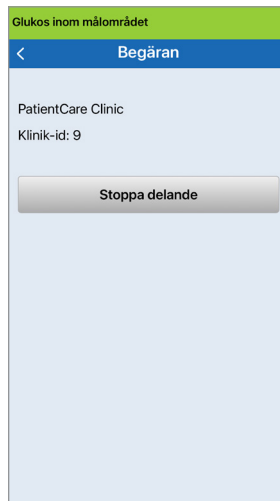 Glukos inom målområdet
Begäran
PatientCare Clinic
Klinik-id: 9
Stoppa delande